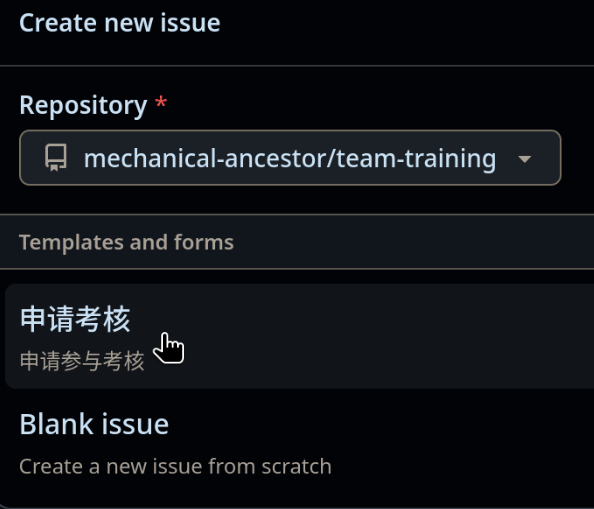 Create new issue
Repository *
mechanical-ancestor/team-training
Templates and forms
申请考核
申请参与考核
Blank issue
Create a new issue from scratch